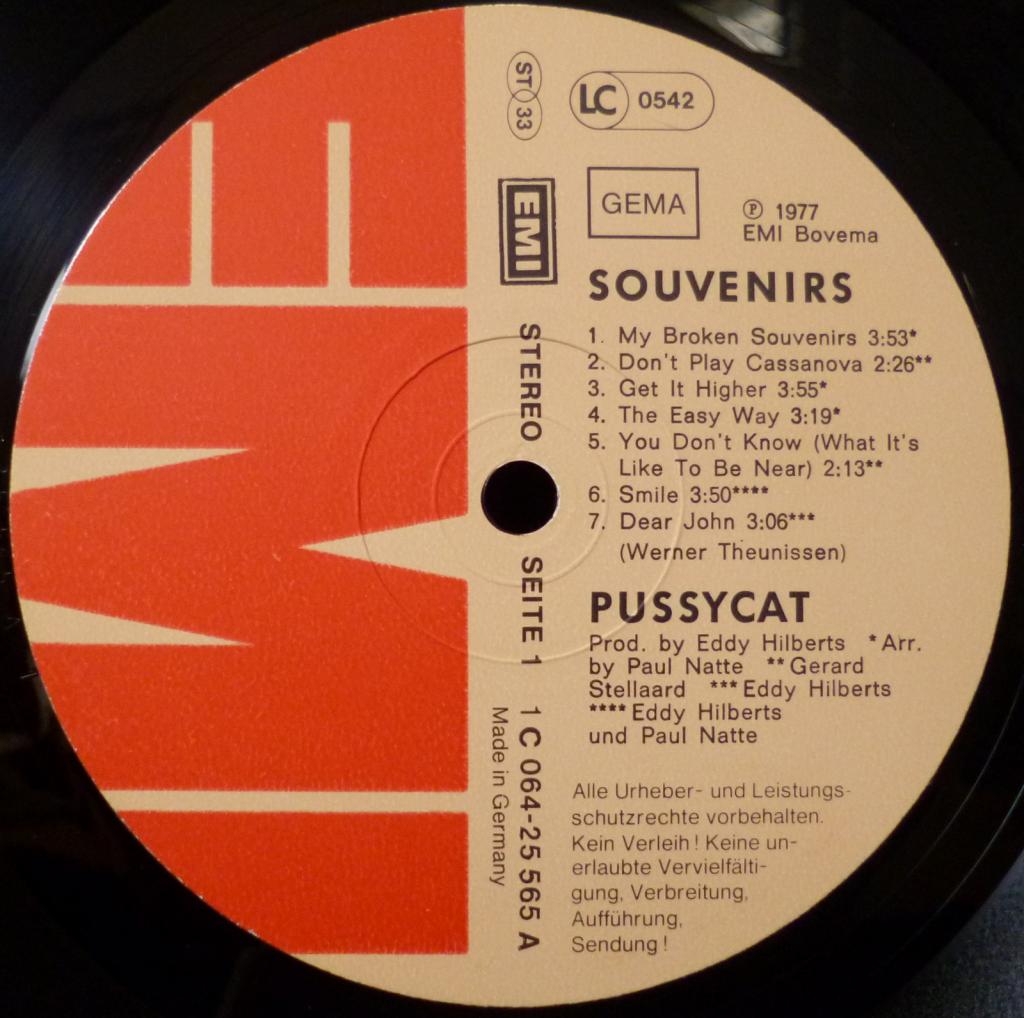 EMI
ST 33
EMI
STEREO
SEITE 1
1 C 064-25 565 A
Made in Germany
LC 0542
GEMA
℗ 1977
EMI Bovema
SOUVENIRS
1. My Broken Souvenirs 3:53*
2. Don't Play Cassanova 2:26**
3. Get It Higher 3:55*
4. The Easy Way 3:19*
5. You Don't Know (What It's
Like To Be Near) 2:13**
6. Smile 3:50****
7. Dear John 3:06***
(Werner Theunissen)
PUSSYCAT
Prod. by Eddy Hilberts *Arr.
by Paul Natte **Gerard
Stellaard ***Eddy Hilberts
****Eddy Hilberts
und Paul Natte
Alle Urheber- und Leistungs-
schutzrechte vorbehalten.
Kein Verleih! Keine un-
erlaubte Vervielfälti-
gung, Verbreitung,
Aufführung,
Sendung!